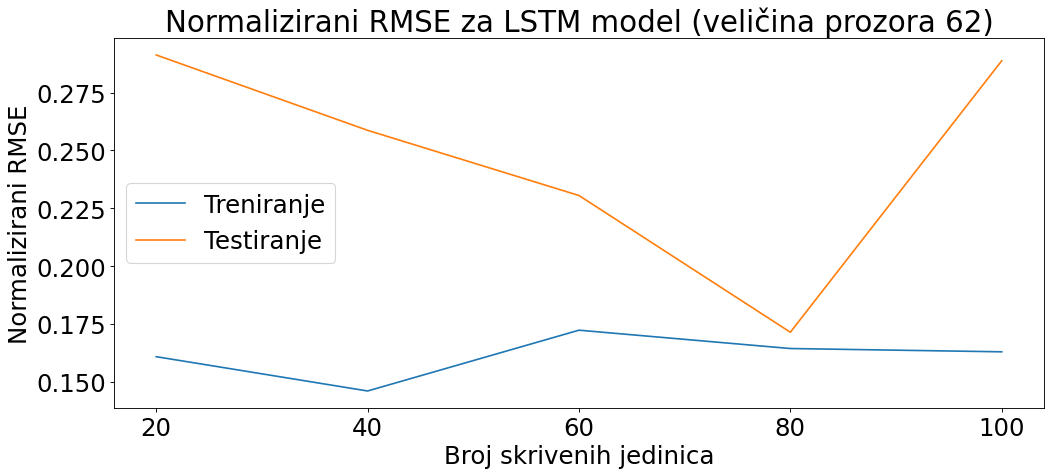 Normalizirani RMSE za LSTM model (veličina prozora 62)
Normalizirani RMSE
0.275
0.250
0.225
0.200
0.175
0.150
Treniranje
Testiranje
20 40 60 80 100
Broj skrivenih jedinica